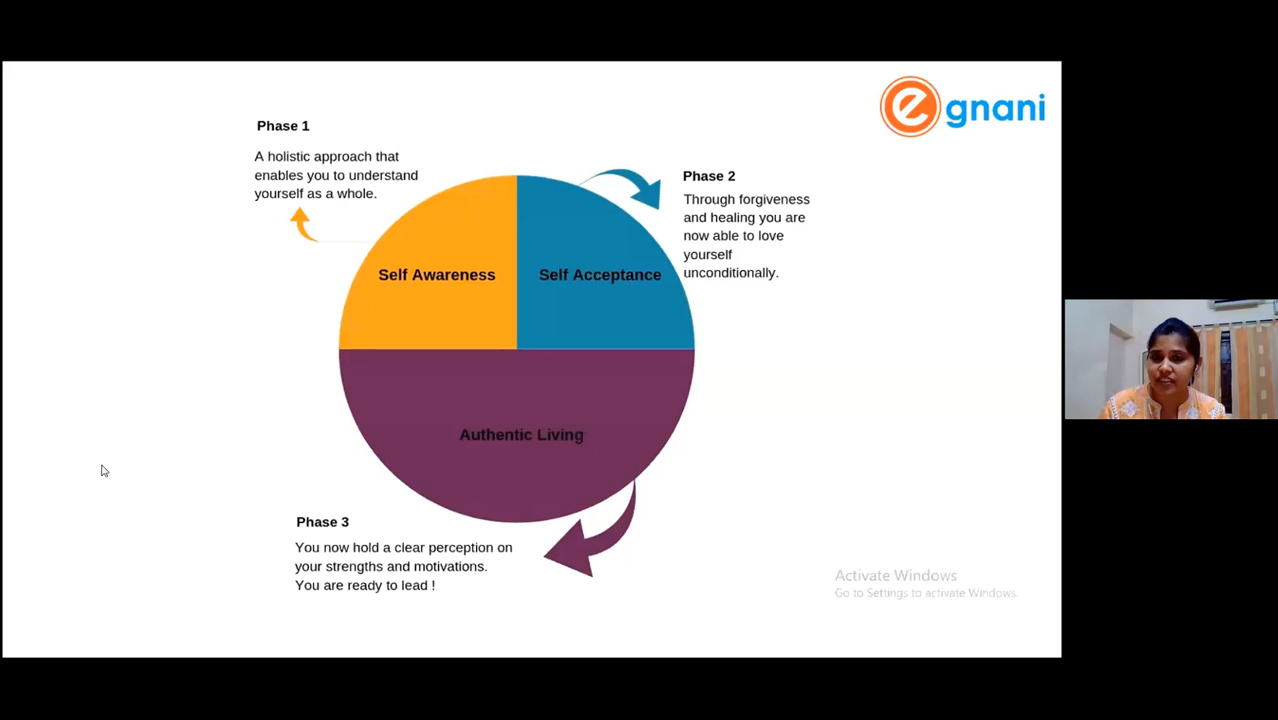 e gnani
Phase 1
A holistic approach that
enables you to understand
yourself as a whole.
Phase 2
Through forgiveness
and healing you are
now able to love
yourself
unconditionally.
Self Awareness
Self Acceptance
Authentic Living
Phase 3
You now hold a clear perception on
your strengths and motivations.
You are ready to lead !
Activate Windows
Go to Settings to activate Windows.